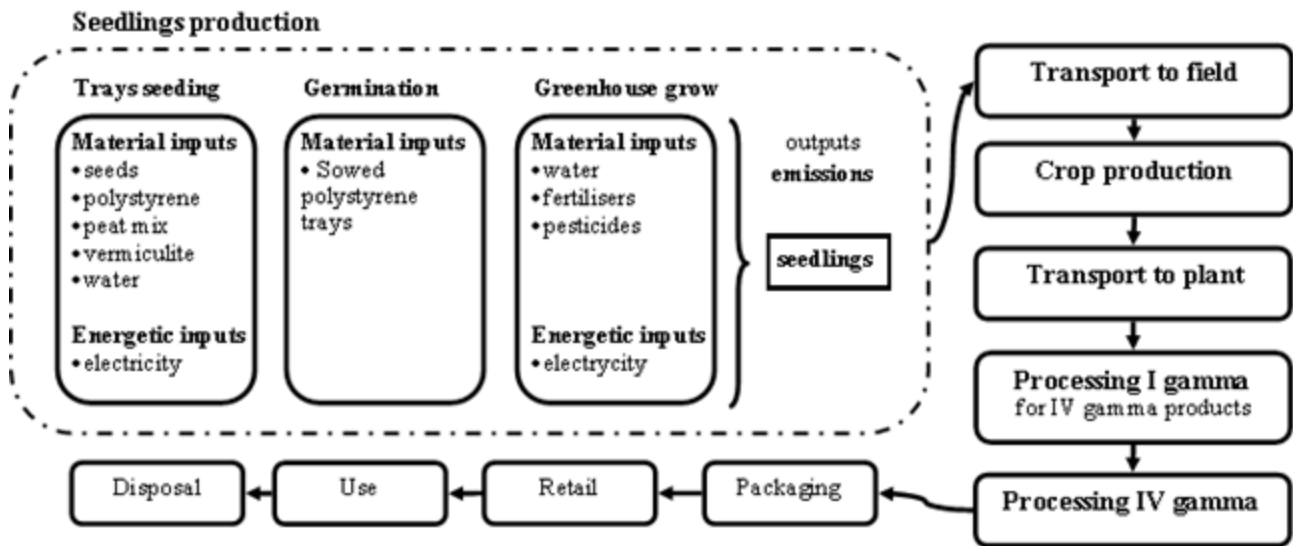 Seedlings production
Trays seeding
Material inputs
• seeds
• polystyrene
• peat mix
• vermiculite
• water
Energetic inputs
• electricity
Germination
Material inputs
• Sowed
polystyrene
trays
Greenhouse grow
Material inputs
• water
• fertilisers
• pesticides
Energetic inputs
• electrycity
outputs
emissions
seedlings
Transport to field
Crop production
Transport to plant
Processing I gamma
for IV gamma products
Processing IV gamma
Packaging
Retail
Use
Disposal